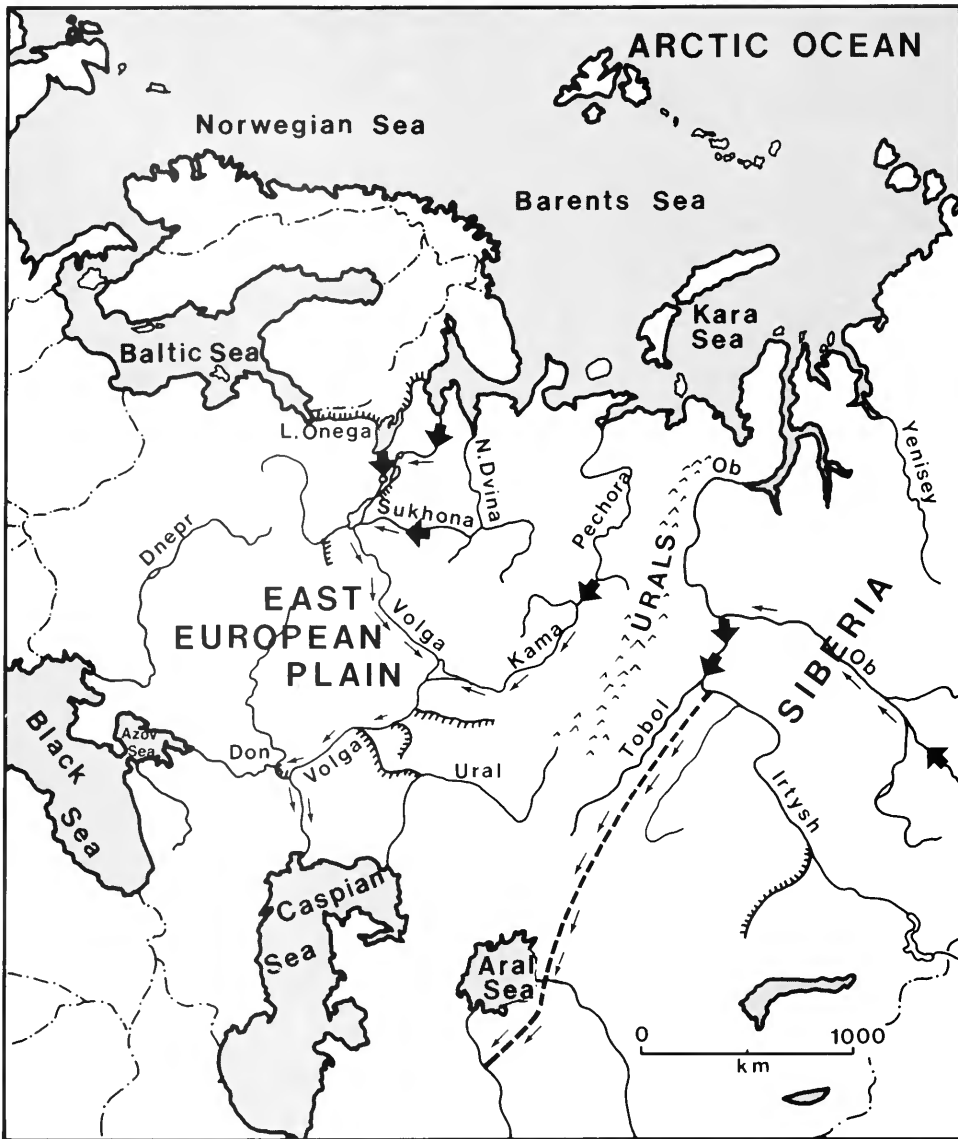 ARCTIC OCEAN
Norwegian Sea
Barents Sea
Kara
Sea
Baltic Sea
L. Onega
N. Dvina
Yenisey
Ob
Sukhona
Pechora
Dnepr
URALS
EAST
EUROPEAN
PLAIN
Volga
Kama
SIBERIA
Ob
Tobol
Black
Sea
Azov
Sea
Don
Volga
Ural
Irtysh
Caspian
Sea
Aral
Sea
0 1000
km